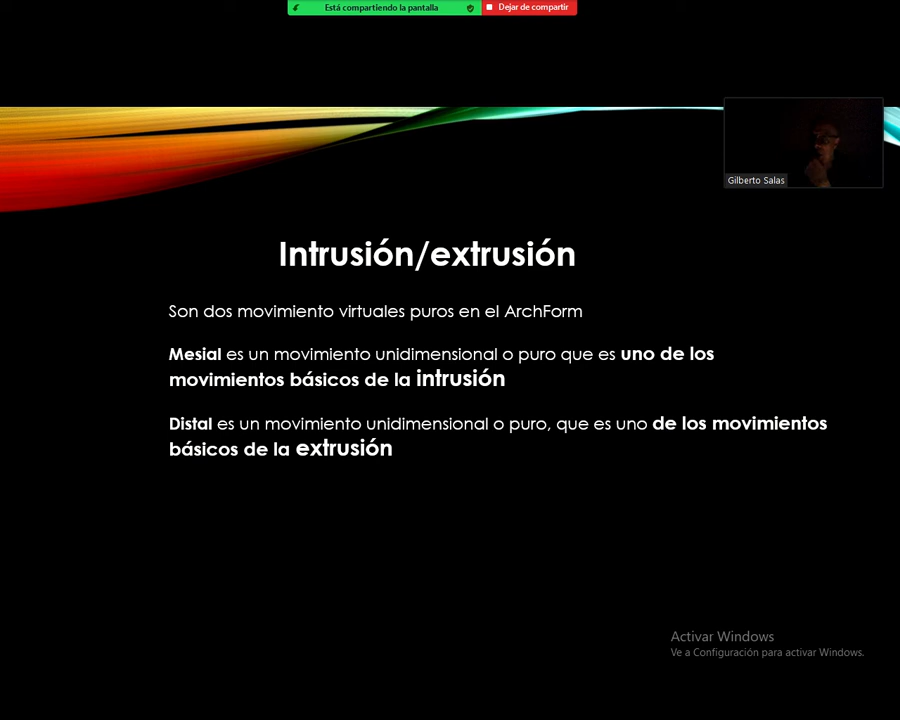 Está compartiendo la pantalla
Dejar de compartir
Gilberto Salas
Intrusión/extrusión
Son dos movimiento virtuales puros en el ArchForm
Mesial es un movimiento unidimensional o puro que es uno de los
movimientos básicos de la intrusión
Distal es un movimiento unidimensional o puro, que es uno de los movimientos
básicos de la extrusión
Activar Windows
Ve a Configuración para activar Windows.